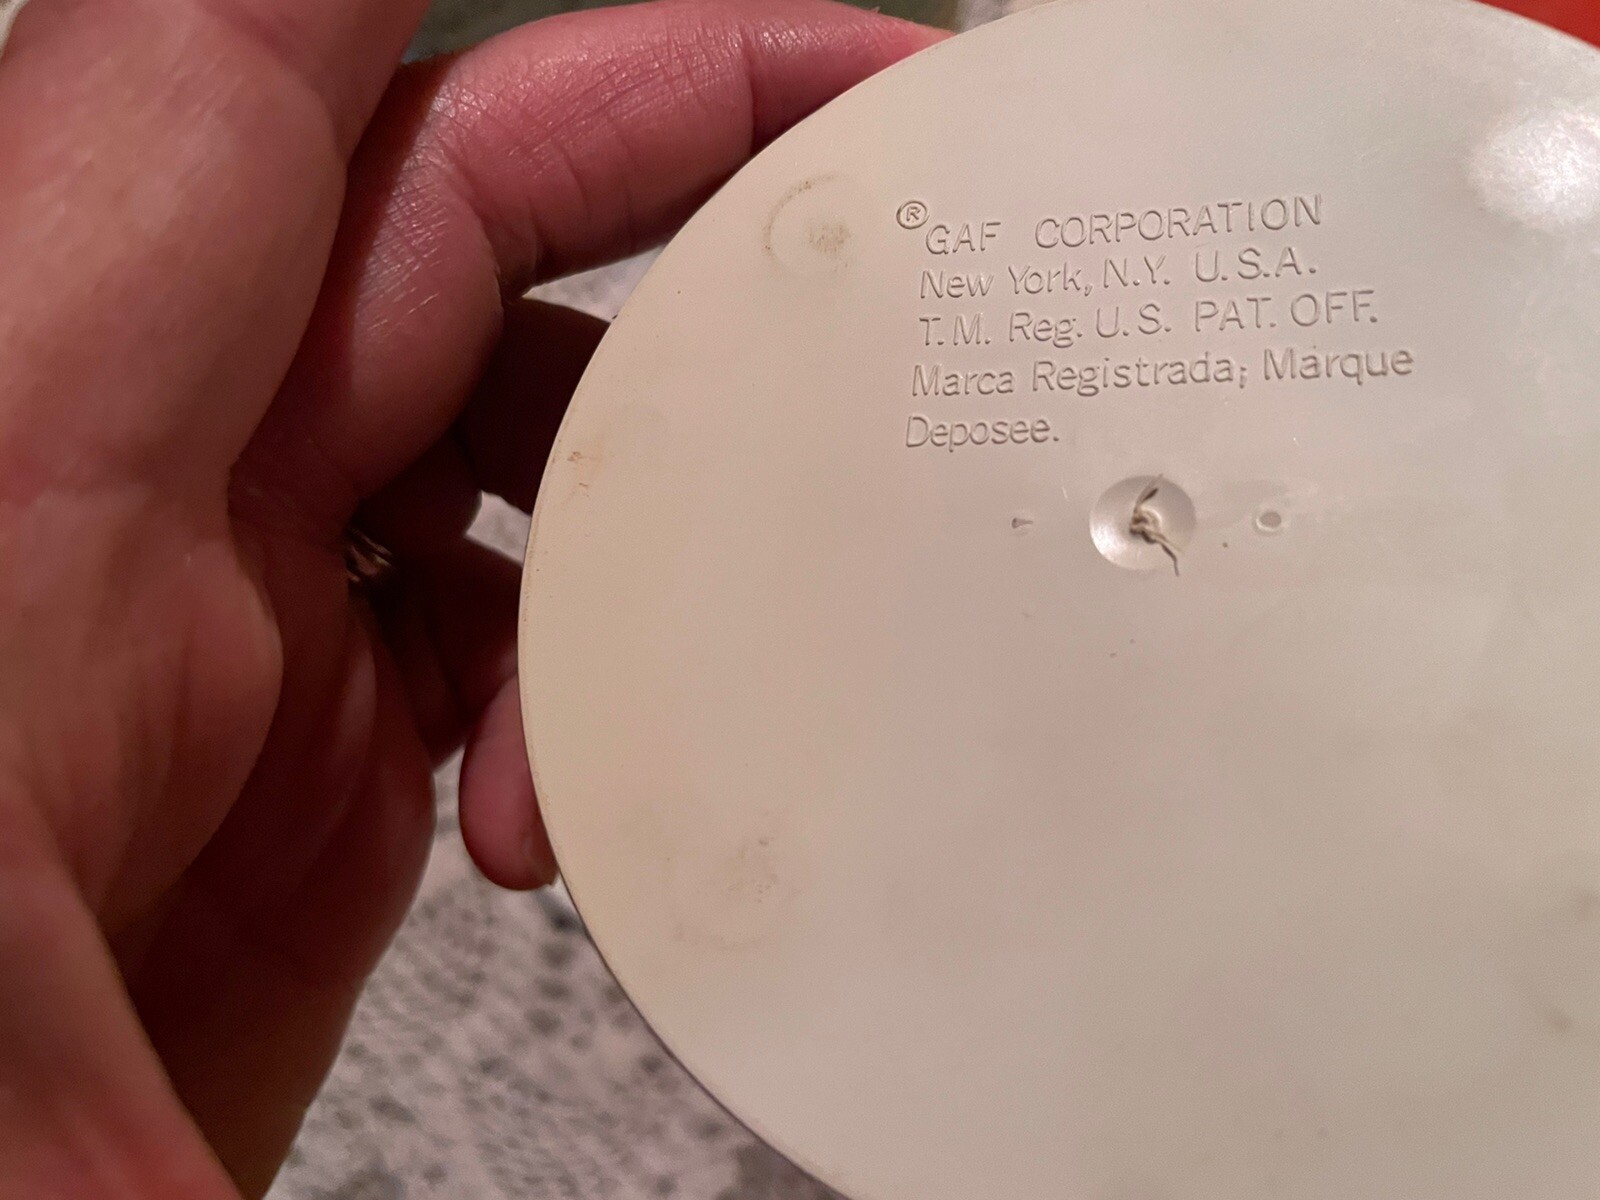 ® GAF CORPORATION
New York, N.Y. U.S.A.
T.M. Reg. U.S. PAT. OFF.
Marca Registrada; Marque
Deposee.